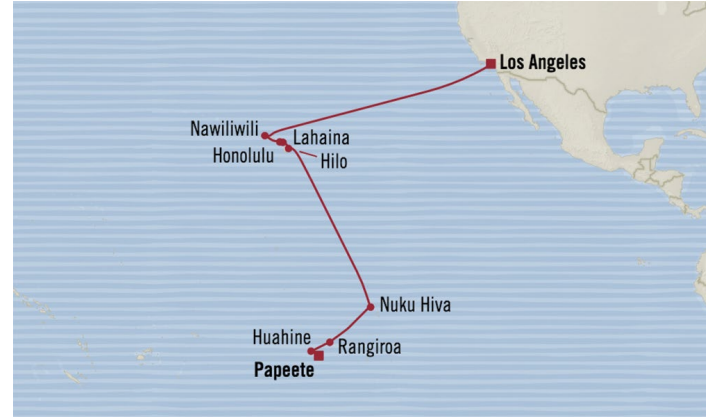 Los Angeles
Nawiliwili
Lahaina
Honolulu
Hilo
Nuku Hiva
Huahine
Rangiroa
Papeete